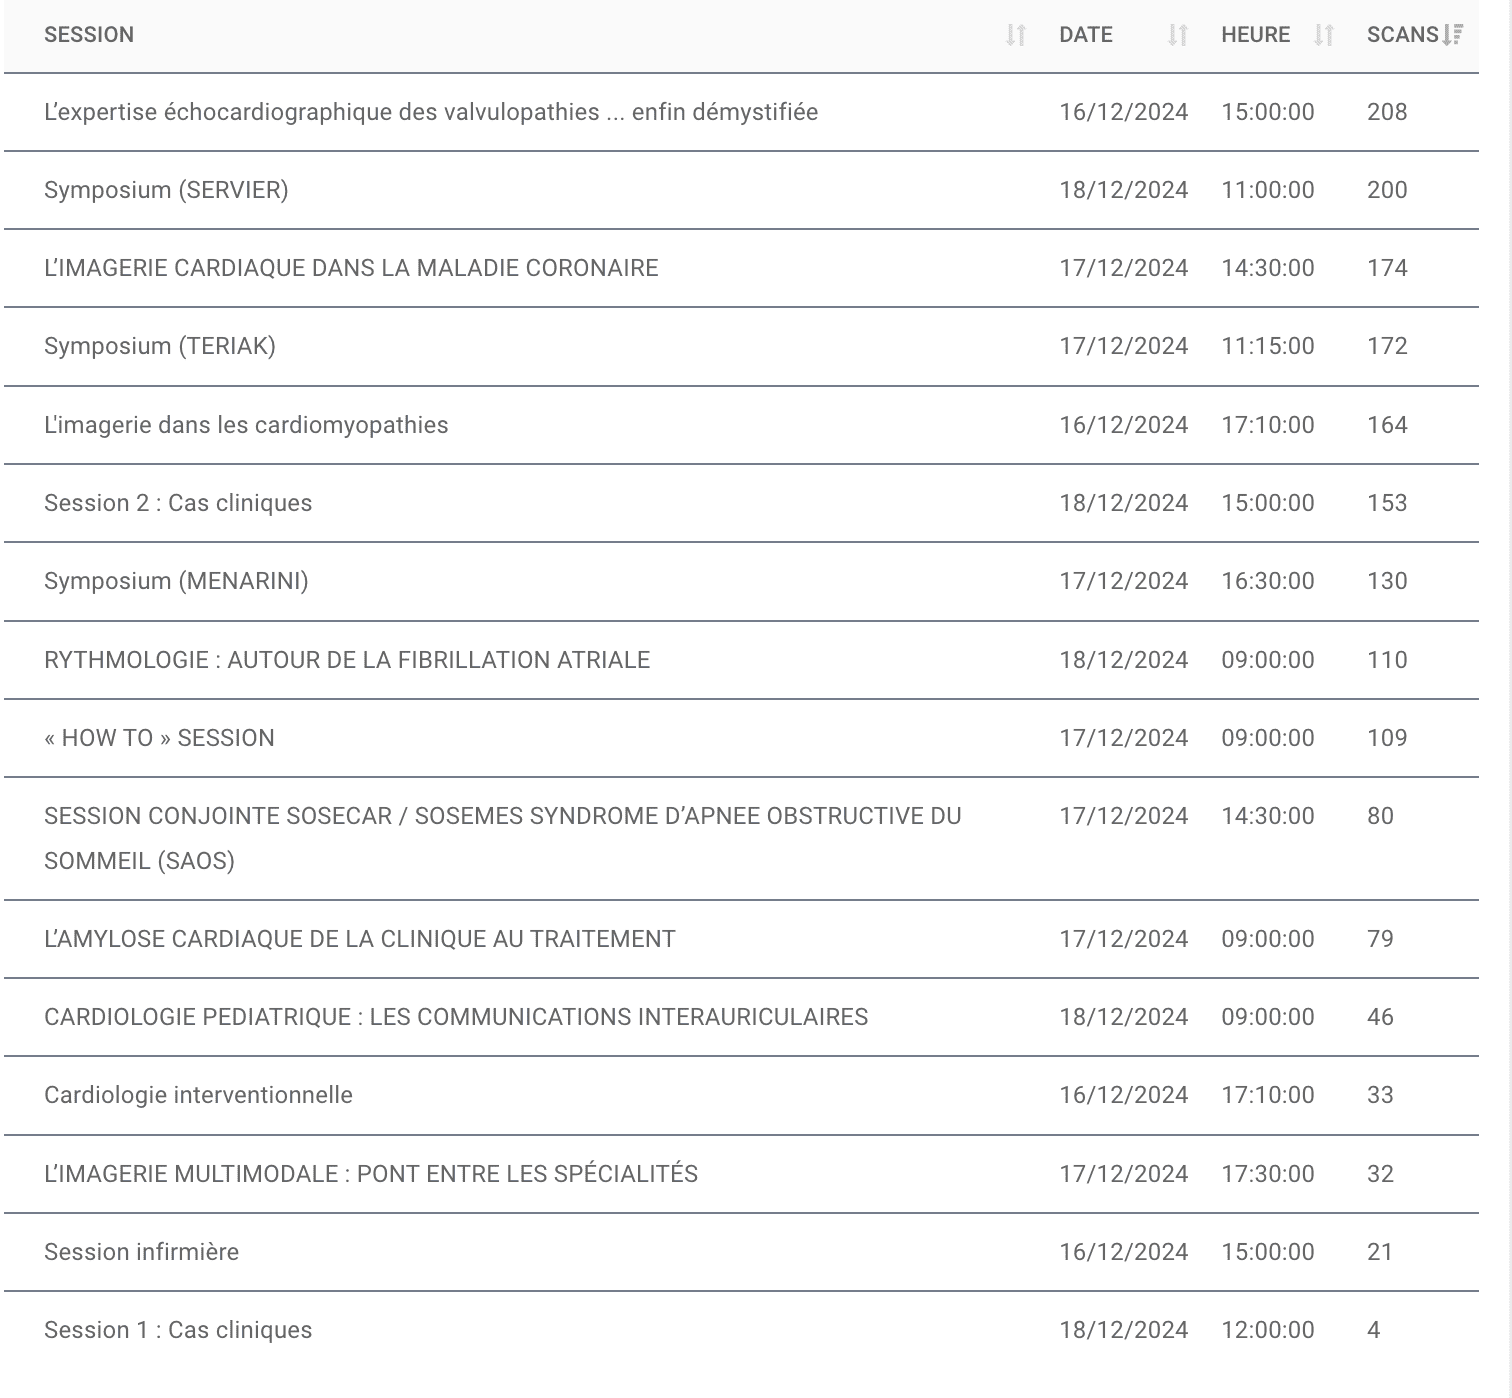 SESSION DATE HEURE SCANS
L’expertise échocardiographique des valvulopathies ... enfin démystifiée 16/12/2024 15:00:00 208
Symposium (SERVIER) 18/12/2024 11:00:00 200
L’IMAGERIE CARDIAQUE DANS LA MALADIE CORONAIRE 17/12/2024 14:30:00 174
Symposium (TERIAK) 17/12/2024 11:15:00 172
L'imagerie dans les cardiomyopathies 16/12/2024 17:10:00 164
Session 2 : Cas cliniques 18/12/2024 15:00:00 153
Symposium (MENARINI) 17/12/2024 16:30:00 130
RYTHMOLOGIE : AUTOUR DE LA FIBRILLATION ATRIALE 18/12/2024 09:00:00 110
« HOW TO » SESSION 17/12/2024 09:00:00 109
SESSION CONJOINTE SOSECAR / SOSEMES SYNDROME D’APNEE OBSTRUCTIVE DU 17/12/2024 14:30:00 80
SOMMEIL (SAOS)
L’AMYLOSE CARDIAQUE DE LA CLINIQUE AU TRAITEMENT 17/12/2024 09:00:00 79
CARDIOLOGIE PEDIATRIQUE : LES COMMUNICATIONS INTERAURICULAIRES 18/12/2024 09:00:00 46
Cardiologie interventionnelle 16/12/2024 17:10:00 33
L’IMAGERIE MULTIMODALE : PONT ENTRE LES SPÉCIALITÉS 17/12/2024 17:30:00 32
Session infirmière 16/12/2024 15:00:00 21
Session 1 : Cas cliniques 18/12/2024 12:00:00 4